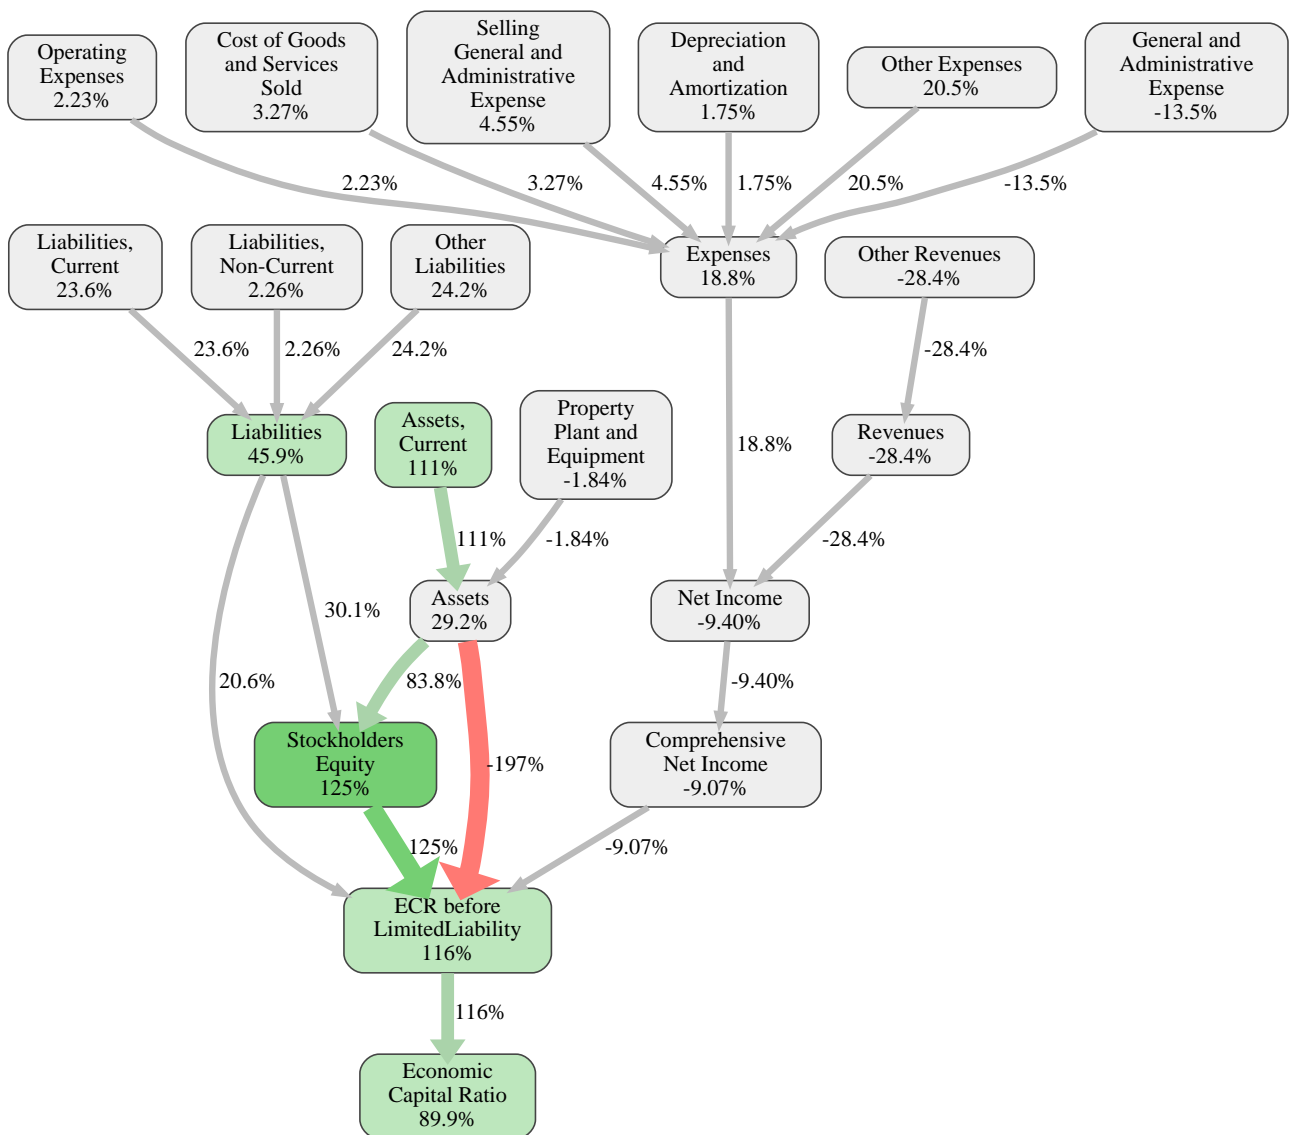 Operating
Expenses
2.23%
Cost of Goods
and Services
Sold
3.27%
Selling
General and
Administrative
Expense
4.55%
Depreciation
and
Amortization
1.75%
Other Expenses
20.5%
General and
Administrative
Expense
-13.5%
2.23%
3.27%
4.55%
1.75%
20.5%
-13.5%
Liabilities,
Current
23.6%
Liabilities,
Non-Current
2.26%
Other
Liabilities
24.2%
Expenses
18.8%
Other Revenues
-28.4%
23.6%
2.26%
24.2%
-28.4%
Liabilities
45.9%
Assets,
Current
111%
Property
Plant and
Equipment
-1.84%
18.8%
Revenues
-28.4%
111%
-1.84%
-28.4%
30.1%
Assets
29.2%
Net Income
-9.40%
20.6%
83.8%
-9.40%
Stockholders
Equity
125%
-197%
Comprehensive
Net Income
-9.07%
125%
-9.07%
ECR before
LimitedLiability
116%
116%
Economic
Capital Ratio
89.9%